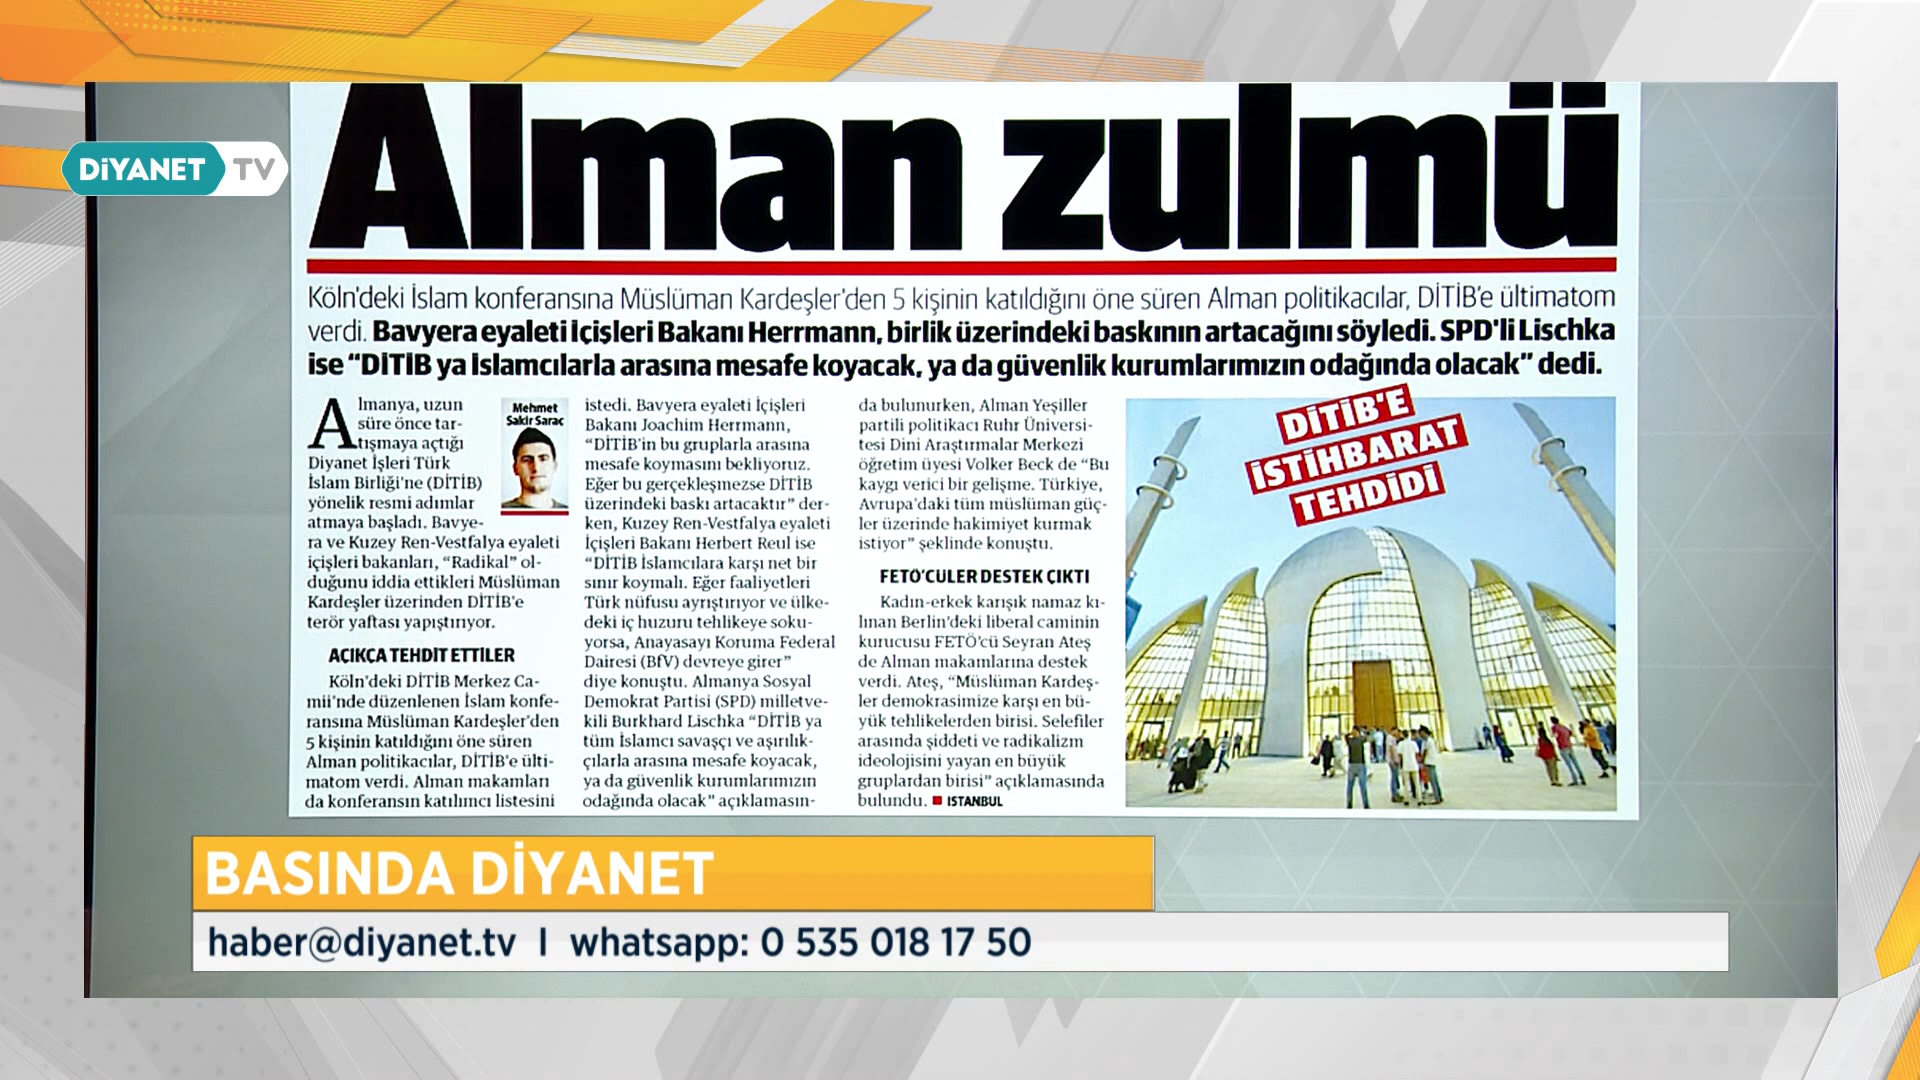 DİYANET TV
Alman zulmü
Köln'deki İslam konferansına Müslüman Kardeşler'den 5 kişinin katıldığını öne süren Alman politikacılar, DİTİB'e ültimatom
verdi. Bavyera eyaleti İçişleri Bakanı Herrmann, birlik üzerindeki baskının artacağını söyledi. SPD'li Lischka
ise “DİTİB ya İslamcılarla arasına mesafe koyacak, ya da güvenlik kurumlarımızın odağında olacak” dedi.
Almanya, uzun
süre önce tar-
tışmaya açtığı
Diyanet İşleri Türk
İslam Birliği'ne (DİTİB)
yönelik resmi adımlar
atmaya başladı. Bavye-
ra ve Kuzey Ren-Vestfalya eyaleti
içişleri bakanları, “Radikal” ol-
duğunu iddia ettikleri Müslüman
Kardeşler üzerinden DİTİB'e
terör yaftası yapıştırıyor.
Mehmet
Sakir Sarac
AÇIKÇA TEHDİT ETTİLER
Köln'deki DİTİB Merkez Ca-
mii'nde düzenlenen İslam konfe-
ransına Müslüman Kardeşler'den
5 kişinin katıldığını öne süren
Alman politikacılar, DİTİB'e ülti-
matom verdi. Alman makamları
da konferansın katılımcı listesini
istedi. Bavyera eyaleti İçişleri
Bakanı Joachim Herrmann,
“DİTİB'in bu gruplarla arasına
mesafe koymasını bekliyoruz.
Eğer bu gerçekleşmezse DİTİB
üzerindeki baskı artacaktır” der-
ken, Kuzey Ren-Vestfalya eyaleti
İçişleri Bakanı Herbert Reul ise
“DİTİB İslamcılara karşı net bir
sınır koymalı. Eğer faaliyetleri
Türk nüfusu ayrıştırıyor ve ülke-
deki iç huzuru tehlikeye soku-
yorsa, Anayasayı Koruma Federal
Dairesi (BfV) devreye girer”
diye konuştu. Almanya Sosyal
Demokrat Partisi (SPD) milletve-
kili Burkhard Lischka “DİTİB ya
tüm İslamcı savaşçı ve aşırılık-
çılarla arasına mesafe koyacak,
ya da güvenlik kurumlarımızın
odağında olacak” açıklamasın-
da bulunurken, Alman Yeşiller
partili politikacı Ruhr Üniversi-
tesi Dini Araştırmalar Merkezi
öğretim üyesi Volker Beck de “Bu
kaygı verici bir gelişme. Türkiye,
Avrupa'daki tüm müslüman güç-
ler üzerinde hakimiyet kurmak
istiyor” şeklinde konuştu.
FETÖ'CULER DESTEK ÇIKTI
Kadın-erkek karışık namaz kı-
lınan Berlin'deki liberal caminin
kurucusu FETÖ'cü Seyran Ateş
de Alman makamlarına destek
verdi. Ateş, “Müslüman Kardeş-
ler demokrasimize karşı en bü-
yük tehlikelerden birisi. Selefiler
arasında şiddeti ve radikalizm
ideolojisini yayan en büyük
gruplardan birisi” açıklamasında
bulundu. ■ ISTANBUL
DİTİB'E
İSTİHBARAT
TEHDİDİ
BASINDA DİYANET
haber@diyanet.tv | whatsapp: 0 535 018 17 50